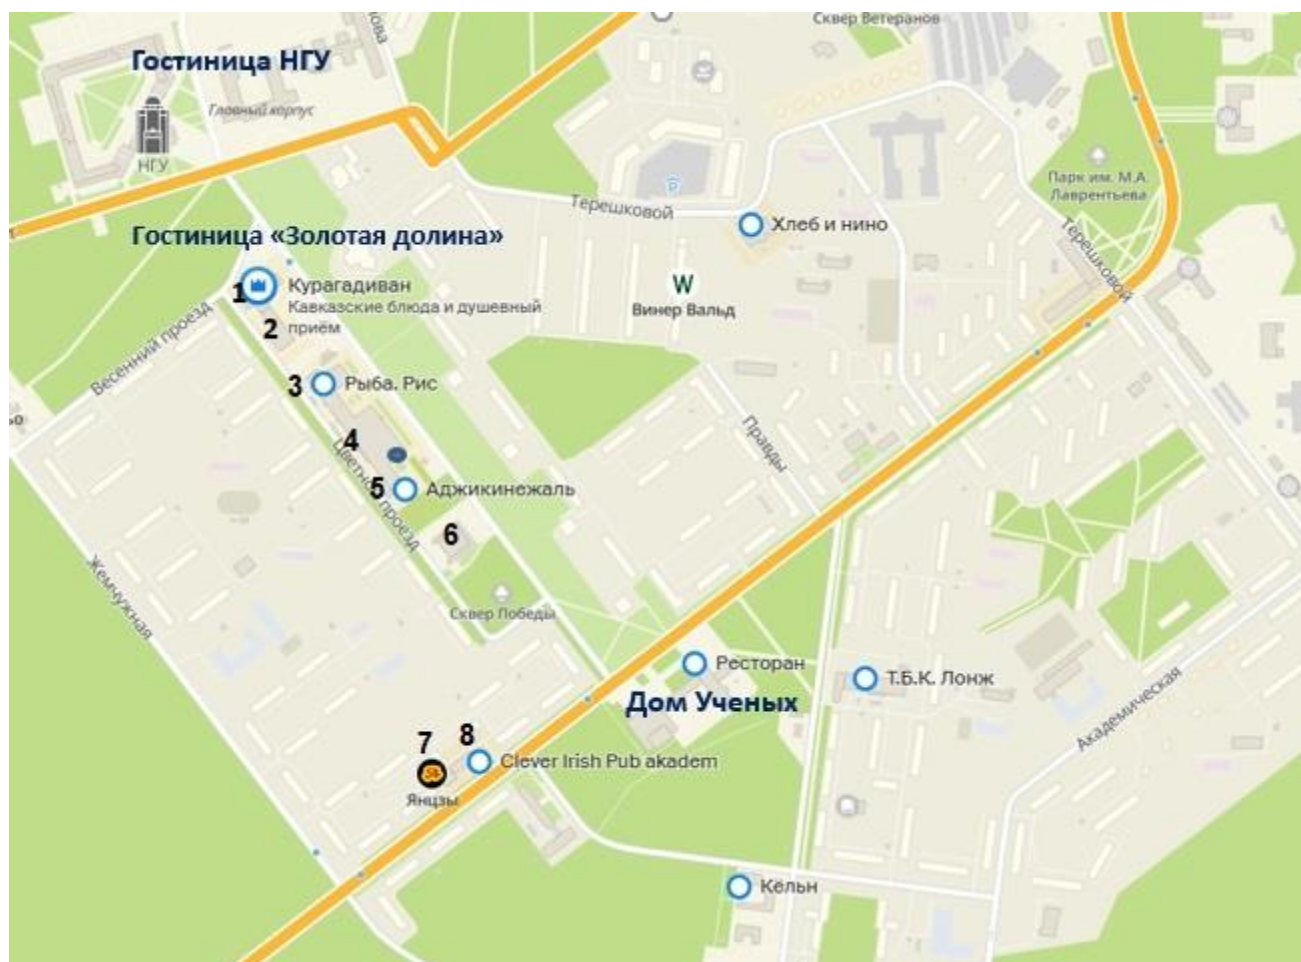 Сквер Ветеранов
Гостиница НГУ
Главный корпус
НГУ
Парк им. М.А.
Лаврентьева
Терешковой
Хлеб и нино
Терешковой
Гостиница «Золотая долина»
1
Курагадиван
Кавказские блюда и душевный
приём
2
W
Винер Вальд
Весенний проезд
3
Рыба. Рис
4
Цветной проезд
Правды
5
Аджикинежаль
6
Жемчужная
Сквер Победы
Ресторан
Т.Б.К. Лонж
Дом Ученых
Академическая
7
8
Clever Irish Pub akadem
Янцзы
Кельн